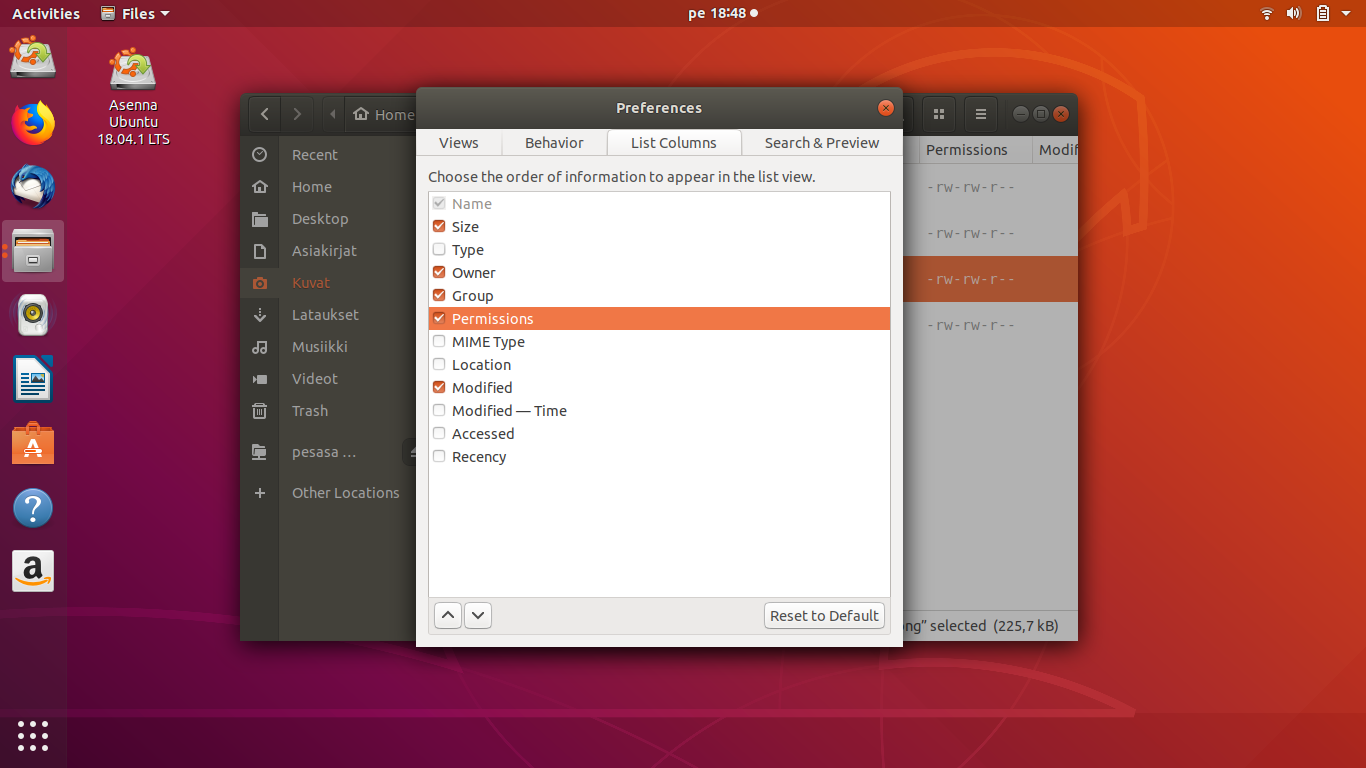 Activities
Files
pe 18:48
Asenna
Ubuntu
18.04.1 LTS
Home
Recent
Home
Desktop
Asiakirjat
Kuvat
Lataukset
Musiikki
Videot
Trash
pesasa ...
Other Locations
Preferences
Views
Behavior
List Columns
Search & Preview
Choose the order of information to appear in the list view.
Name
Size
Type
Owner
Group
Permissions
MIME Type
Location
Modified
Modified — Time
Accessed
Recency
Reset to Default
Permissions
Modif
-rw-rw-r--
-rw-rw-r--
-rw-rw-r--
-rw-rw-r--
ng” selected (225,7 kB)